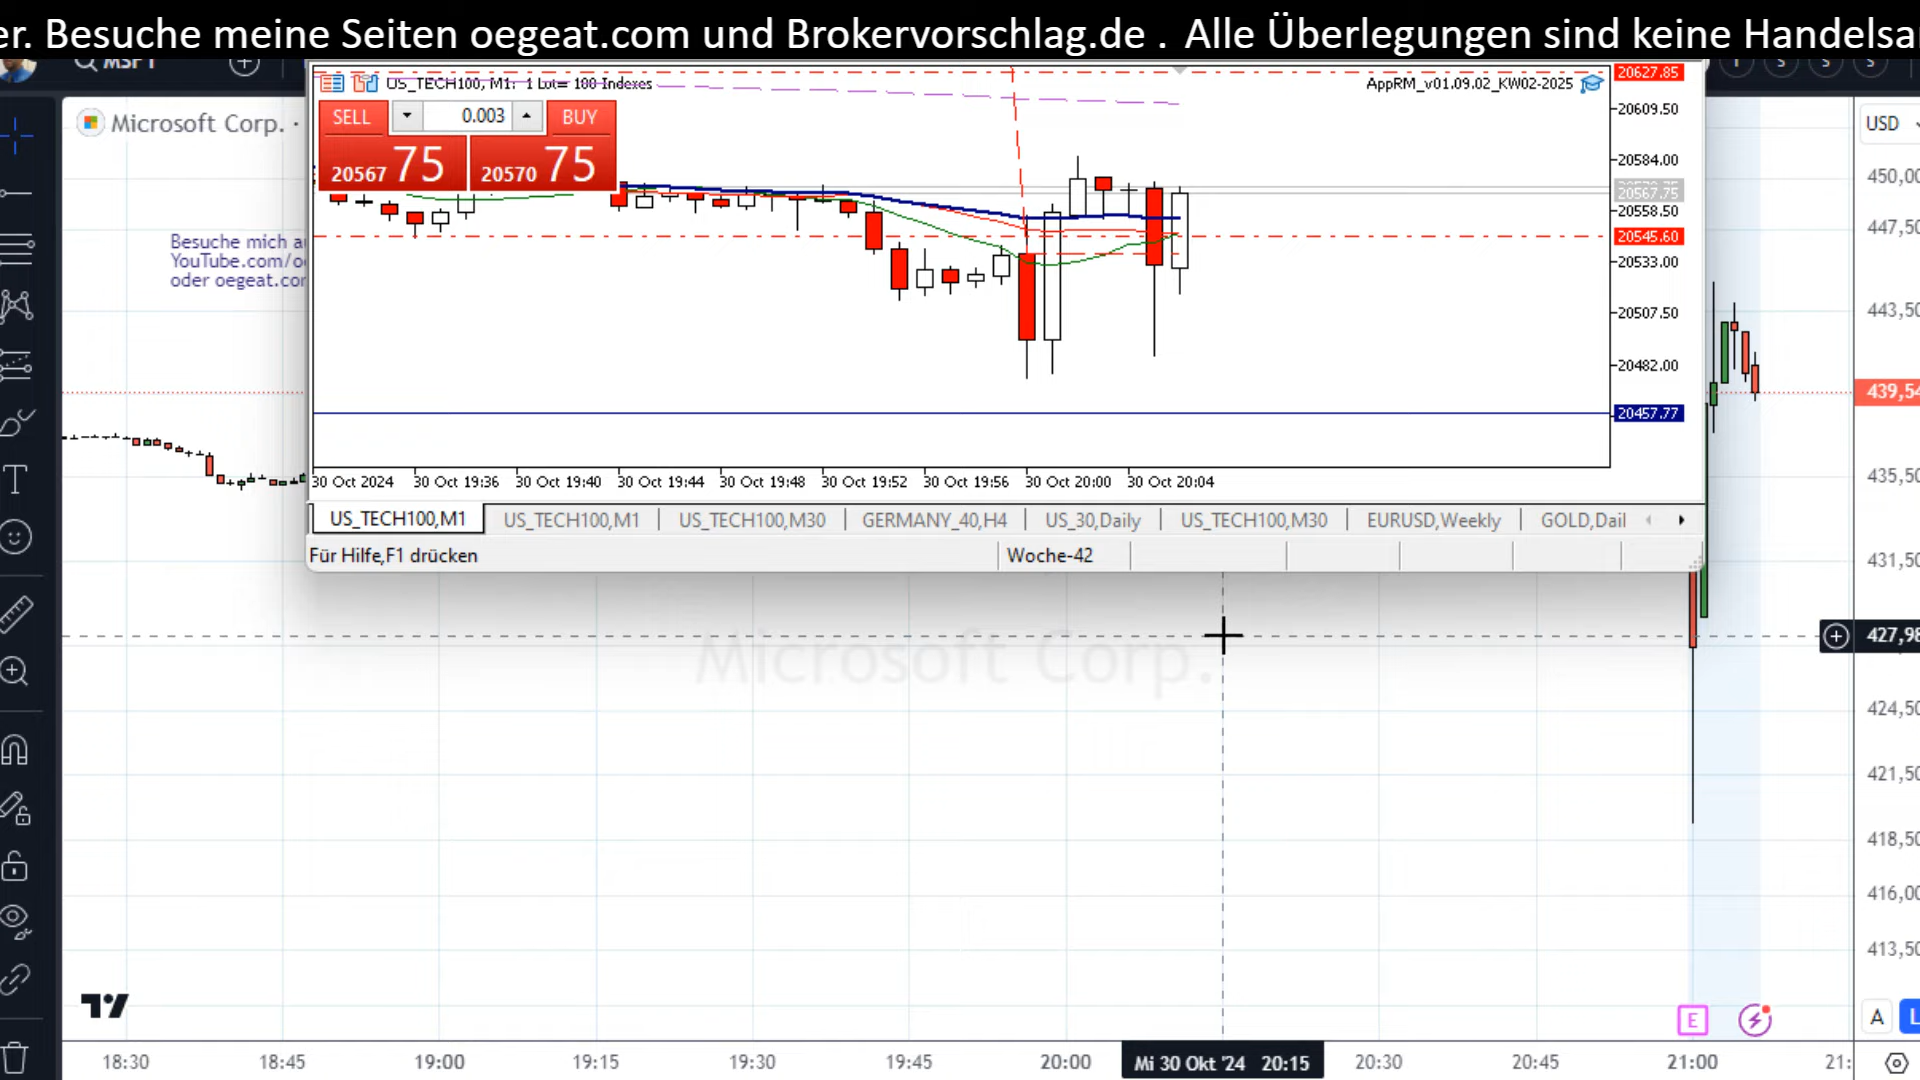 er. Besuche meine Seiten oegeat.com und Brokervorschlag.de . Alle Überlegungen sind keine Handelsa
MSFT
Microsoft Corp. ·
Besuche mich au
YouTube.com/o
oder oegeat.cor
US_TECH100, M1: 1 Lot= 100 Indexes
AppRM_v01.09.02_KW02-2025
SELL 0.003 BUY
20567 75 20570 75
20627.85
20609.50
20584.00
20567.75
20558.50
20545.60
20533.00
20507.50
20482.00
20457.77
30 Oct 2024 30 Oct 19:36 30 Oct 19:40 30 Oct 19:44 30 Oct 19:48 30 Oct 19:52 30 Oct 19:56 30 Oct 20:00 30 Oct 20:04
US_TECH100,M1 US_TECH100,M1 US_TECH100,M30 GERMANY_40,H4 US_30,Daily US_TECH100,M30 EURUSD,Weekly GOLD,Dail
Für Hilfe,F1 drücken Woche-42
Microsoft Corp.
USD
450,00
447,50
443,50
439,54
435,50
431,50
427,98
424,50
421,50
418,50
416,00
413,50
E
A L
18:30 18:45 19:00 19:15 19:30 19:45 20:00 Mi 30 Okt '24 20:15 20:30 20:45 21:00 21: